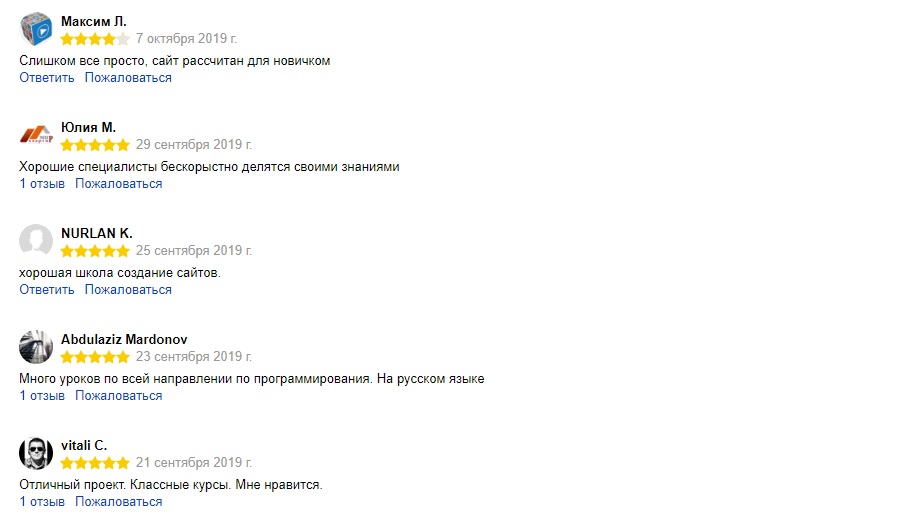 Максим Л.
7 октября 2019 г.
Слишком все просто, сайт рассчитан для новичком
Ответить Пожаловаться
Юлия М.
29 сентября 2019 г.
Хорошие специалисты бескорыстно делятся своими знаниями
1 отзыв Пожаловаться
NURLAN K.
25 сентября 2019 г.
хорошая школа создание сайтов.
Ответить Пожаловаться
Abdulaziz Mardonov
23 сентября 2019 г.
Много уроков по всей направлении по программирования. На русском языке
1 отзыв Пожаловаться
vitali C.
21 сентября 2019 г.
Отличный проект. Классные курсы. Мне нравится.
1 отзыв Пожаловаться